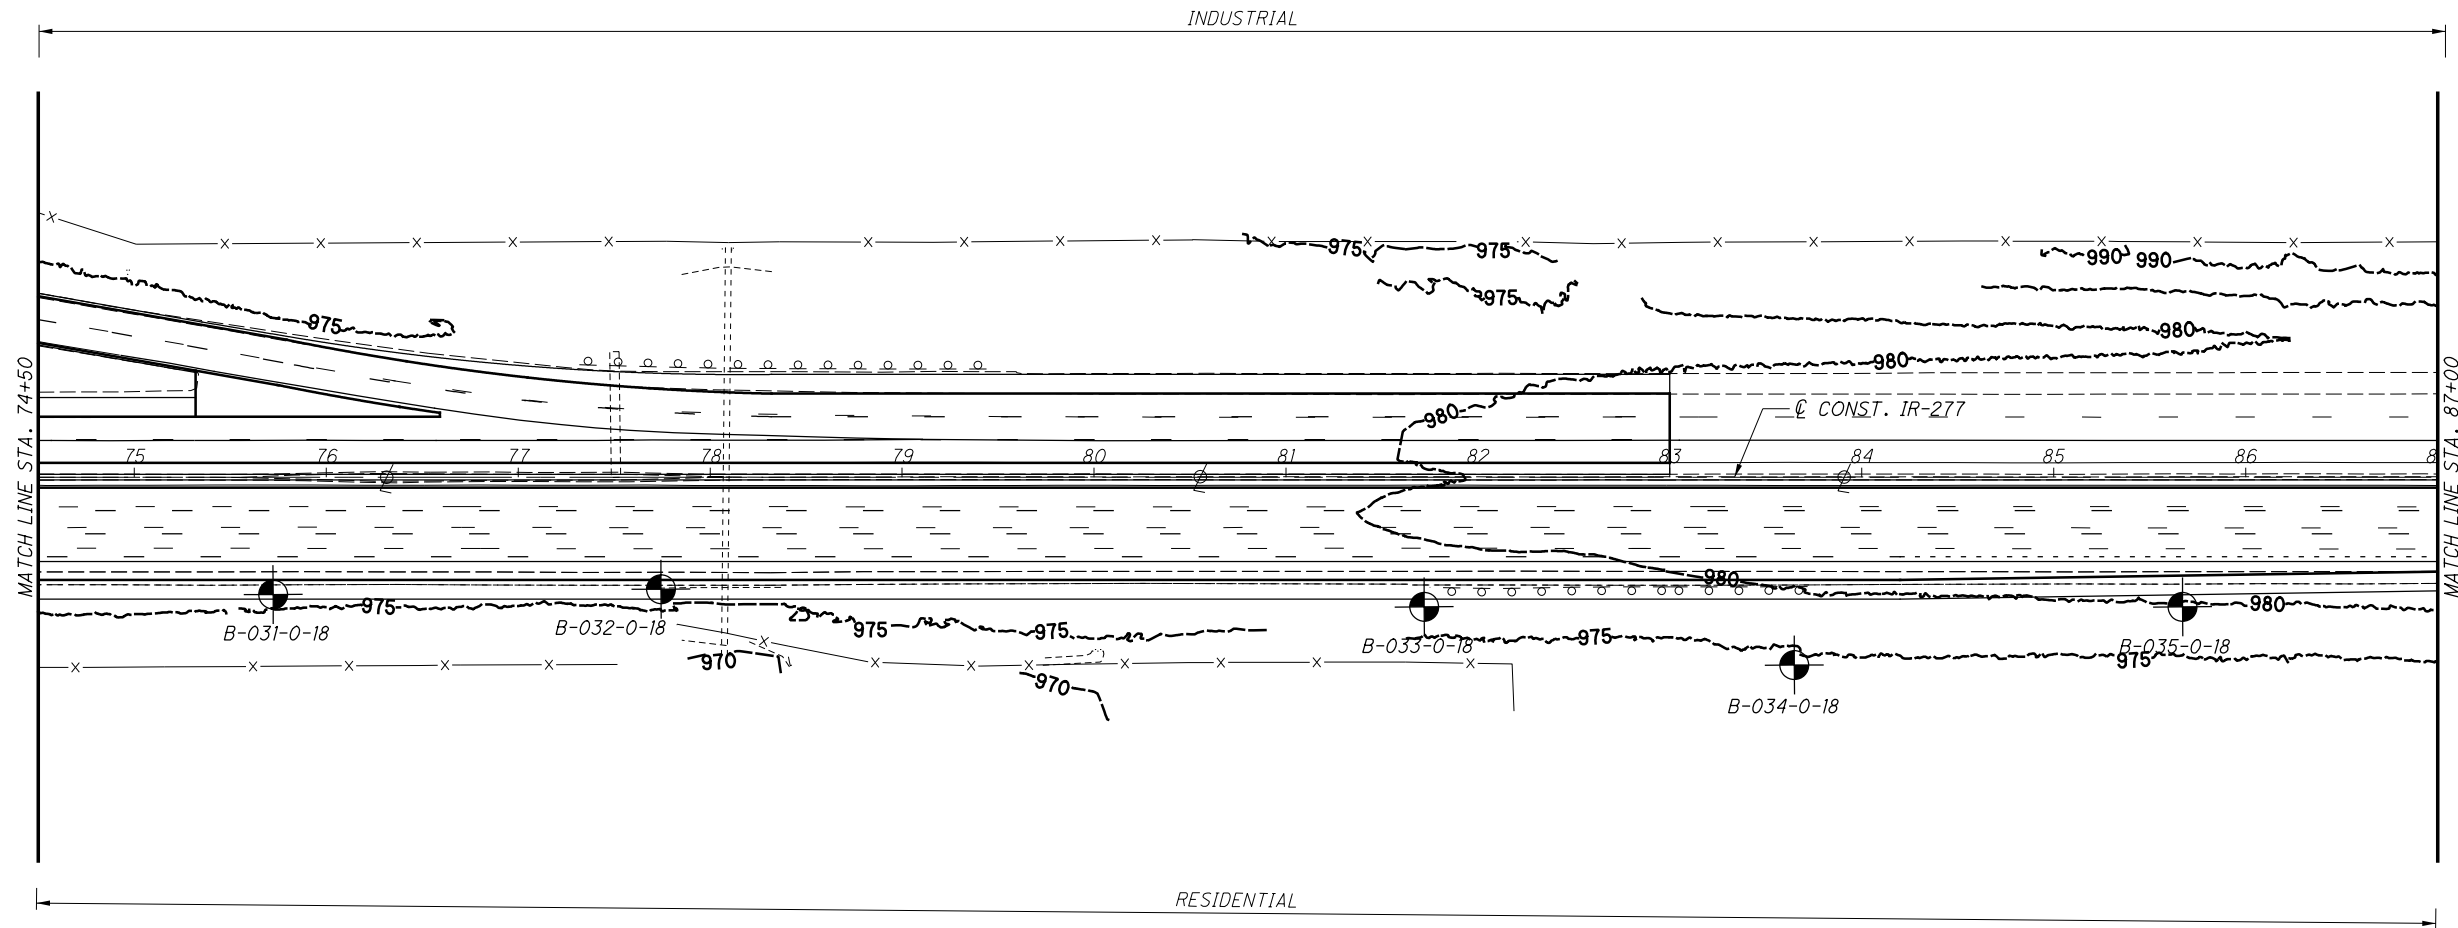 INDUSTRIAL
975 975
990 990
975
975
980
980
MATCH LINE STA. 74+50
980
℄ CONST. IR-277
MATCH LINE STA. 87+00
75 76 77 78 79 80 81 82 83 84 85 86
980
975
980
B-031-0-18
B-032-0-18
975
975
975
B-033-0-18
B-035-0-18
970
975
970
B-034-0-18
RESIDENTIAL